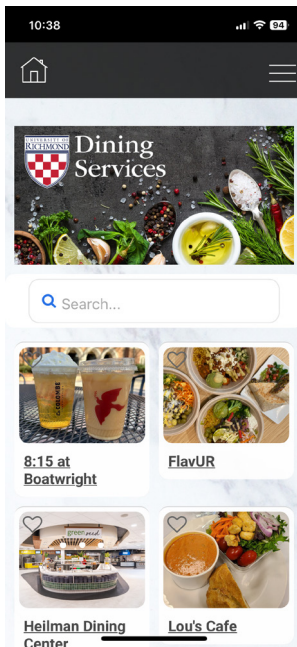 10:38
94
UNIVERSITY OF
RICHMOND
Dining
Services
Search...
8:15 at
Boatwright
FlavUR
Heilman Dining
Center
Lou's Cafe